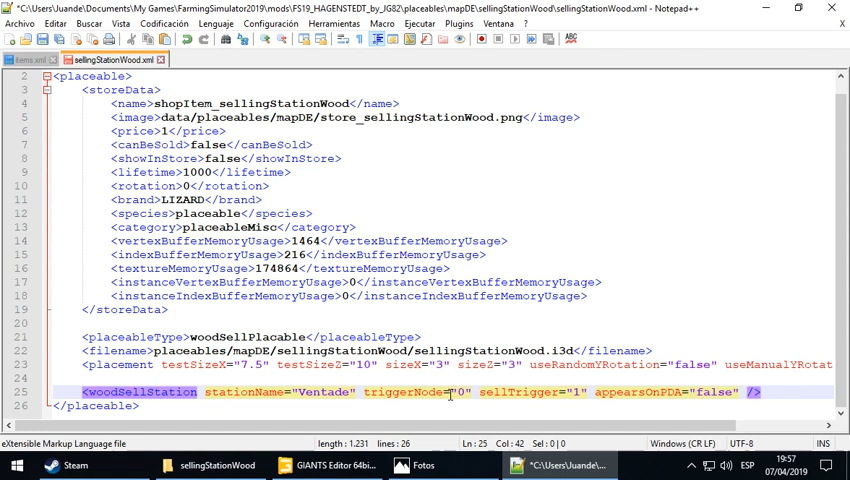 *C:\Users\Juande\Documents\My Games\FarmingSimulator2019\mods\FS19_HAGENSTEDT_by_JG82\placeables\mapDE\sellingStationWood\sellingStationWood.xml - Notepad++
Archivo Editar Buscar Vista Codificación Lenguaje Configuración Herramientas Macro Ejecutar Plugins Ventana ? X
items.xml sellingStationWood.xml
2 <placeable>
3 <storeData>
4 <name>shopItem_sellingStationWood</name>
5 <image>data/placeables/mapDE/store_sellingStationWood.png</image>
6 <price>1</price>
7 <canBeSold>false</canBeSold>
8 <showInStore>false</showInStore>
9 <lifetime>1000</lifetime>
10 <rotation>0</rotation>
11 <brand>LIZARD</brand>
12 <species>placeable</species>
13 <category>placeableMisc</category>
14 <vertexBufferMemoryUsage>1464</vertexBufferMemoryUsage>
15 <indexBufferMemoryUsage>216</indexBufferMemoryUsage>
16 <textureMemoryUsage>174864</textureMemoryUsage>
17 <instanceVertexBufferMemoryUsage>0</instanceVertexBufferMemoryUsage>
18 <instanceIndexBufferMemoryUsage>0</instanceIndexBufferMemoryUsage>
19 </storeData>
20
21 <placeableType>woodSellPlacable</placeableType>
22 <filename>placeables/mapDE/sellingStationWood/sellingStationWood.i3d</filename>
23 <placement testSizeX="7.5" testSizeZ="10" sizeX="3" sizeZ="3" useRandomYRotation="false" useManualYRotat
24
25 <woodSellStation stationName="Ventade" triggerNode="0" sellTrigger="1" appearsOnPDA="false" />
26 </placeable>
eXtensible Markup Language file length : 1.231 lines : 26 Ln : 25 Col : 42 Sel : 0 | 0 Windows (CR LF) UTF-8 INS
Steam sellingStationWood GIANTS Editor 64bi... Fotos *C:\Users\Juande\... ESP 19:57
07/04/2019